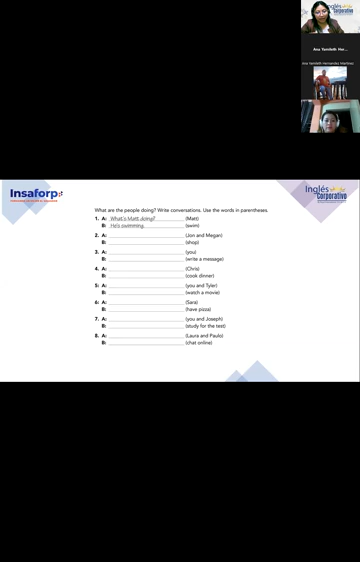 Inglés
Corporativo
Ana Yamileth Her...
Ana Yamileth Hernandez Martinez
Insaforp
Inglés
Corporativo
What are the people doing? Write conversations. Use the words in parentheses.
1. A: What's Matt doing? (Matt)
B: He's swimming. (swim)
2. A: (Jon and Megan)
B: (shop)
3. A: (you)
B: (write a message)
4. A: (Chris)
B: (cook dinner)
5: A: (you and Tyler)
B: (watch a movie)
6: A: (Sara)
B: (have pizza)
7. A: (you and Joseph)
B: (study for the test)
8. A: (Laura and Paulo)
B: (chat online)